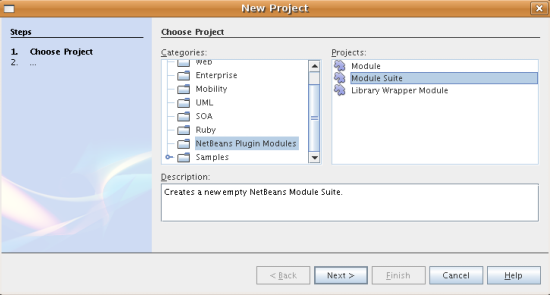 New Project
Steps
1. Choose Project
2. ...
Choose Project
Categories:
Web
Enterprise
Mobility
UML
SOA
Ruby
NetBeans Plugin Modules
Samples
Projects:
Module
Module Suite
Library Wrapper Module
Description:
Creates a new empty NetBeans Module Suite.
< Back
Next >
Finish
Cancel
Help